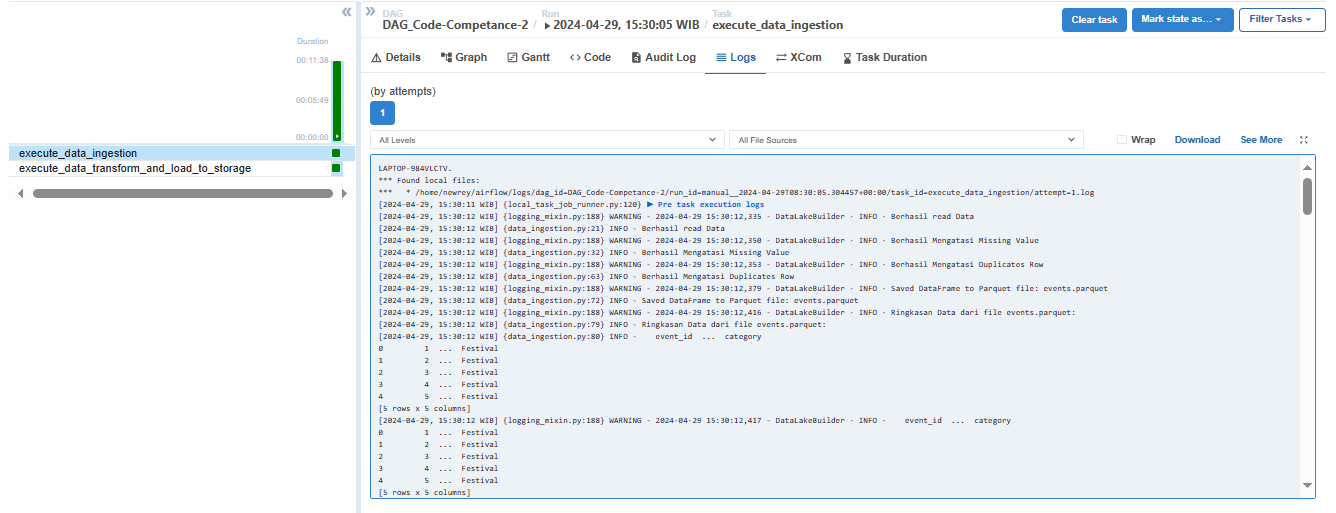 Duration
00:11:38
00:05:49
00:00:00
execute_data_ingestion
execute_data_transform_and_load_to_storage
DAG Run Task
DAG_Code-Competance-2 / 2024-04-29, 15:30:05 WIB / execute_data_ingestion
Clear task Mark state as... Filter Tasks
Details Graph Gantt Code Audit Log Logs XCom Task Duration
(by attempts)
1
All Levels All File Sources Wrap Download See More
LAPTOP-984VLCTV.
*** Found local files:
***   * /home/newrey/airflow/logs/dag_id=DAG_Code-Competance-2/run_id=manual__2024-04-29T08:30:05.304457+00:00/task_id=execute_data_ingestion/attempt=1.log
[2024-04-29, 15:30:11 WIB] {local_task_job_runner.py:120} ▶ Pre task execution logs
[2024-04-29, 15:30:12 WIB] {logging_mixin.py:188} WARNING - 2024-04-29 15:30:12,335 - DataLakeBuilder - INFO - Berhasil read Data
[2024-04-29, 15:30:12 WIB] {data_ingestion.py:21} INFO - Berhasil read Data
[2024-04-29, 15:30:12 WIB] {logging_mixin.py:188} WARNING - 2024-04-29 15:30:12,350 - DataLakeBuilder - INFO - Berhasil Mengatasi Missing Value
[2024-04-29, 15:30:12 WIB] {data_ingestion.py:32} INFO - Berhasil Mengatasi Missing Value
[2024-04-29, 15:30:12 WIB] {logging_mixin.py:188} WARNING - 2024-04-29 15:30:12,353 - DataLakeBuilder - INFO - Berhasil Mengatasi Duplicates Row
[2024-04-29, 15:30:12 WIB] {data_ingestion.py:63} INFO - Berhasil Mengatasi Duplicates Row
[2024-04-29, 15:30:12 WIB] {logging_mixin.py:188} WARNING - 2024-04-29 15:30:12,379 - DataLakeBuilder - INFO - Saved DataFrame to Parquet file: events.parquet
[2024-04-29, 15:30:12 WIB] {data_ingestion.py:72} INFO - Saved DataFrame to Parquet file: events.parquet
[2024-04-29, 15:30:12 WIB] {logging_mixin.py:188} WARNING - 2024-04-29 15:30:12,416 - DataLakeBuilder - INFO - Ringkasan Data dari file events.parquet:
[2024-04-29, 15:30:12 WIB] {data_ingestion.py:79} INFO - Ringkasan Data dari file events.parquet:
[2024-04-29, 15:30:12 WIB] {data_ingestion.py:80} INFO -    event_id  ...  category
0         1  ...  Festival
1         2  ...  Festival
2         3  ...  Festival
3         4  ...  Festival
4         5  ...  Festival
[5 rows x 5 columns]
[2024-04-29, 15:30:12 WIB] {logging_mixin.py:188} WARNING - 2024-04-29 15:30:12,417 - DataLakeBuilder - INFO -    event_id  ...  category
0         1  ...  Festival
1         2  ...  Festival
2         3  ...  Festival
3         4  ...  Festival
4         5  ...  Festival
[5 rows x 5 columns]